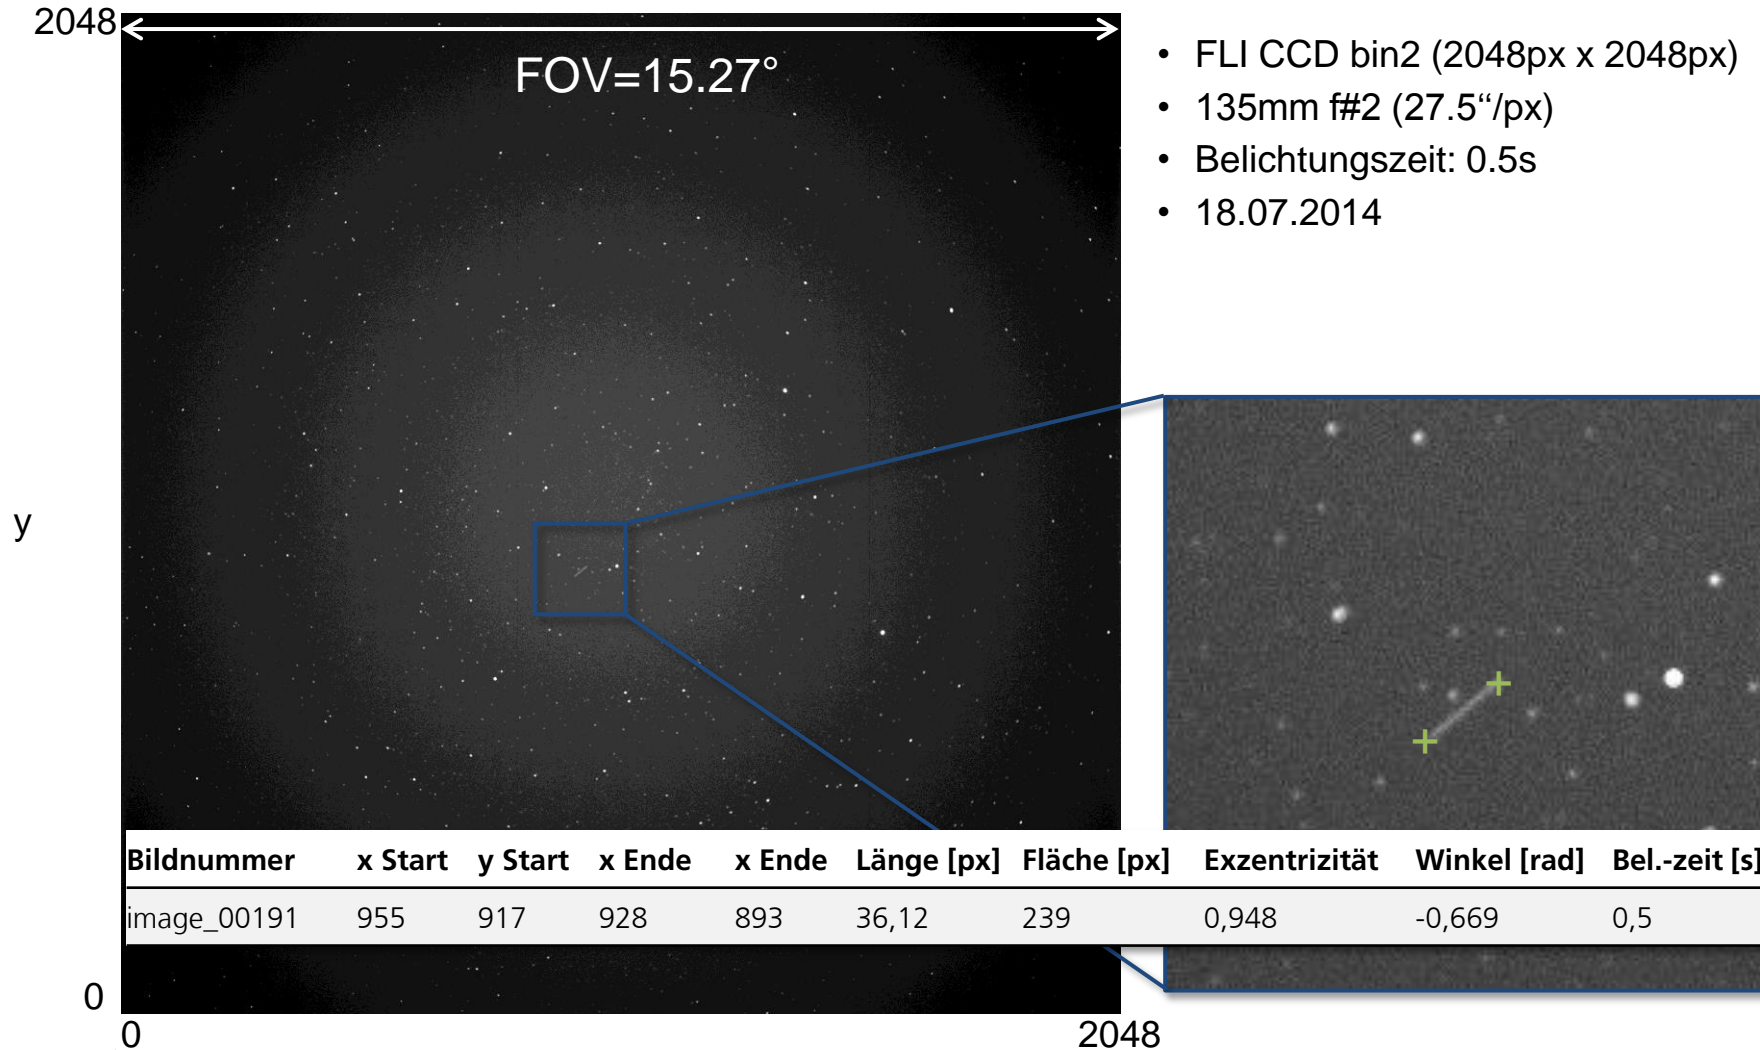 2048
FOV=15.27°
• FLI CCD bin2 (2048px x 2048px)
• 135mm f#2 (27.5“/px)
• Belichtungszeit: 0.5s
• 18.07.2014
y
Bildnummer x Start y Start x Ende x Ende Länge [px] Fläche [px] Exzentrizität Winkel [rad] Bel.-zeit [s]
image_00191 955 917 928 893 36,12 239 0,948 -0,669 0,5
0
0 2048